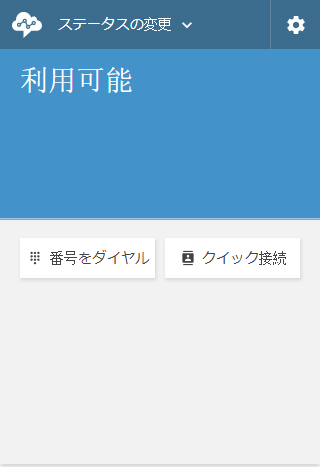 ステータスの変更
利用可能
番号をダイヤル
クイック接続